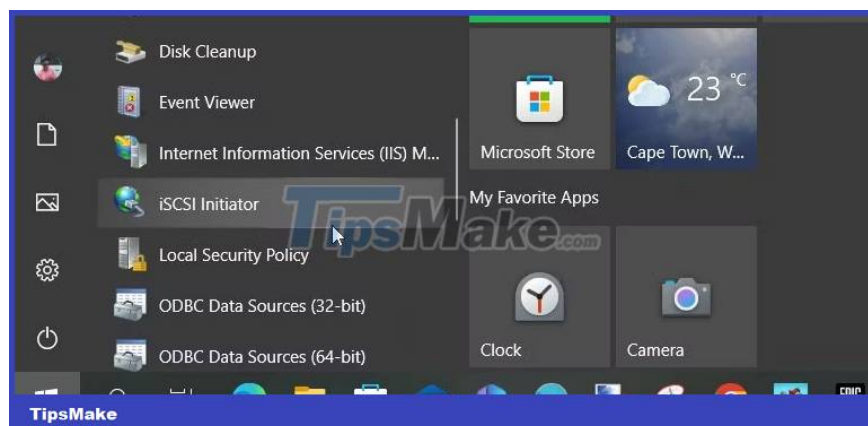 Disk Cleanup
Event Viewer
Internet Information Services (IIS) M...
iSCSI Initiator
Local Security Policy
ODBC Data Sources (32-bit)
ODBC Data Sources (64-bit)
Microsoft Store
23 °C
Cape Town, W...
My Favorite Apps
Clock
Camera
TipsMake.com
EPIC
TipsMake